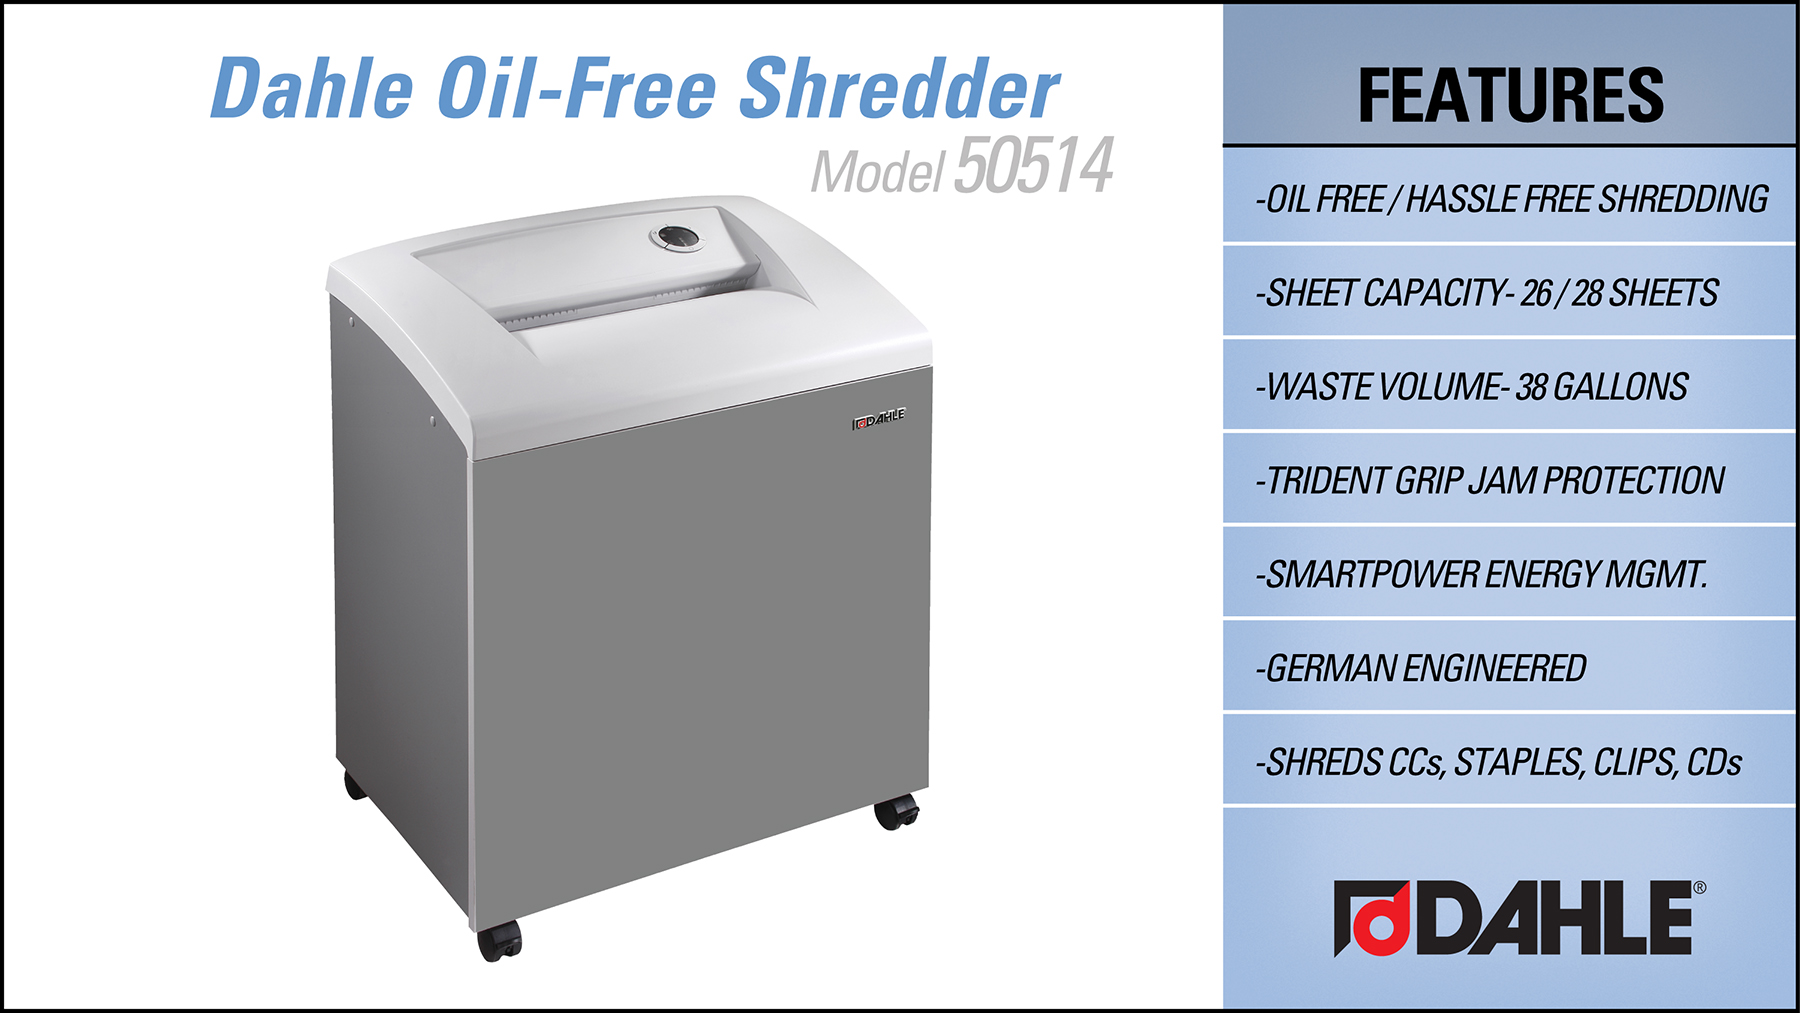 Dahle Oil-Free Shredder
Model 50514
DAHLE
FEATURES
-OIL FREE / HASSLE FREE SHREDDING
-SHEET CAPACITY- 26 / 28 SHEETS
-WASTE VOLUME- 38 GALLONS
-TRIDENT GRIP JAM PROTECTION
-SMARTPOWER ENERGY MGMT.
-GERMAN ENGINEERED
-SHREDS CCs, STAPLES, CLIPS, CDs
DAHLE®